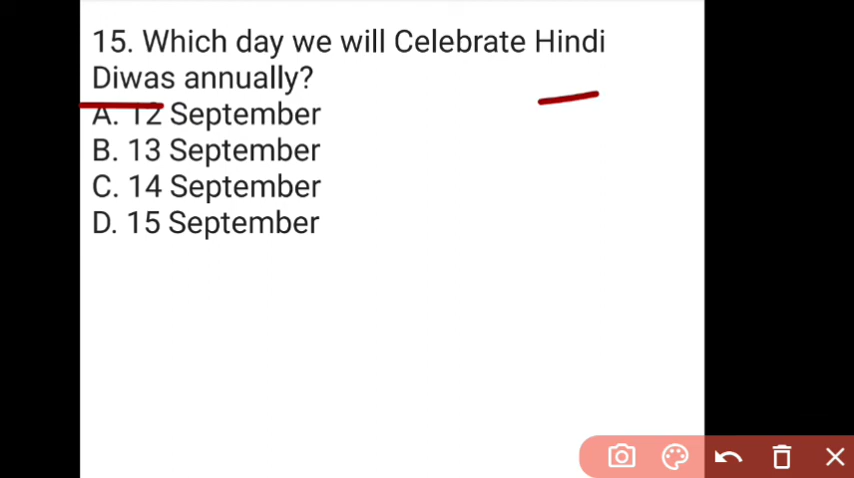 15. Which day we will Celebrate Hindi
Diwas annually?
A. 12 September
B. 13 September
C. 14 September
D. 15 September